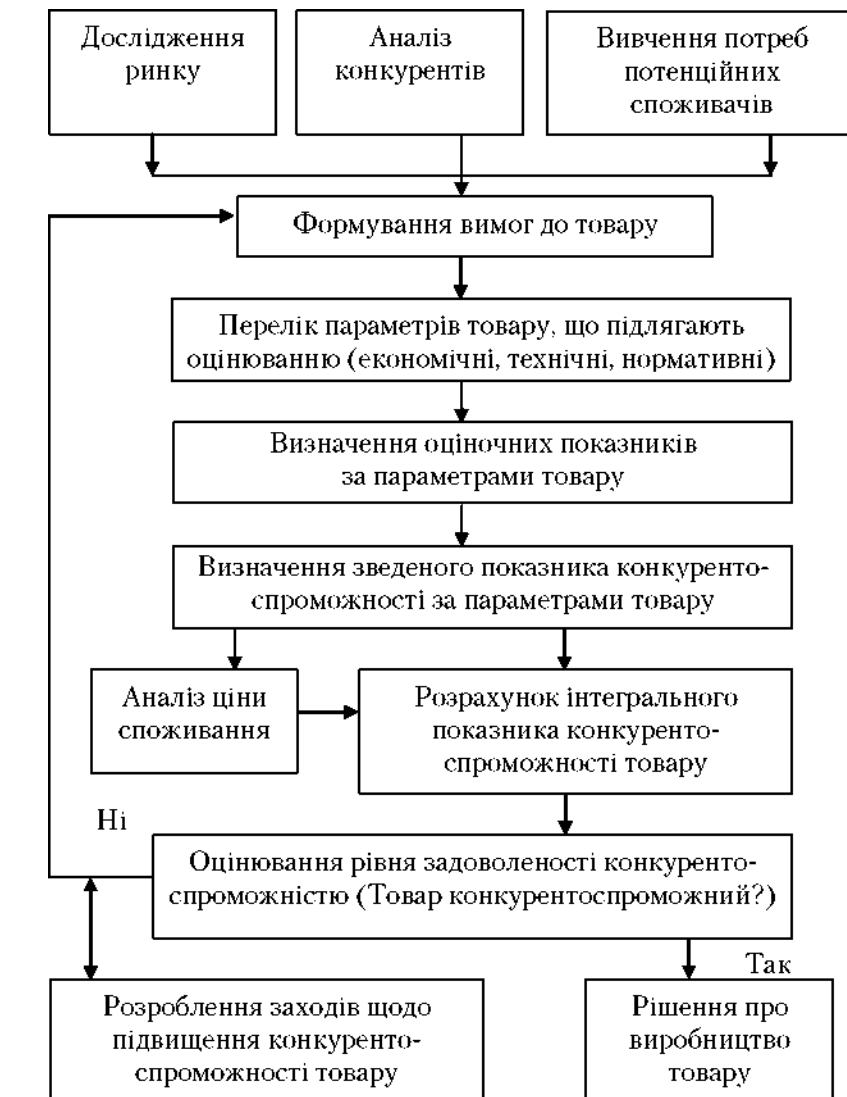 Дослідження
ринку
Аналіз
конкурентів
Вивчення потреб
потенційних
споживачів
Формування вимог до товару
Перелік параметрів товару, що підлягають
оцінюванню (економічні, технічні, нормативні)
Визначення оціночних показників
за параметрами товару
Визначення зведеного показника конкуренто-
спроможності за параметрами товару
Аналіз ціни
споживання
Розрахунок інтегрального
показника конкуренто-
спроможності товару
Ні
Оцінювання рівня задоволеності конкуренто-
спроможністю (Товар конкурентоспроможний?)
Так
Розроблення заходів щодо
підвищення конкуренто-
спроможності товару
Рішення про
виробництво
товару